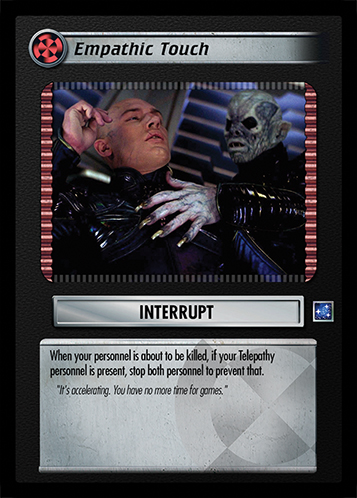 Empathic Touch
INTERRUPT
When your personnel is about to be killed, if your Telepathy
personnel is present, stop both personnel to prevent that.
"It's accelerating. You have no more time for games."